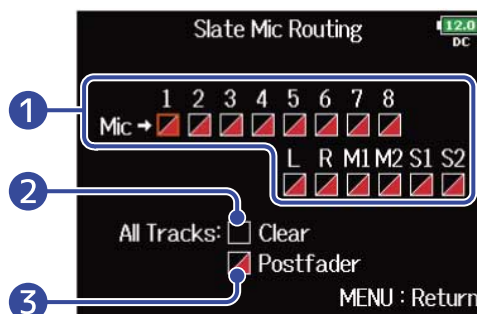 Slate Mic Routing
12.0
DC
1 2 3 4 5 6 7 8
Mic →
L R M1 M2 S1 S2
All Tracks: Clear
Postfader
MENU : Return
1
2
3